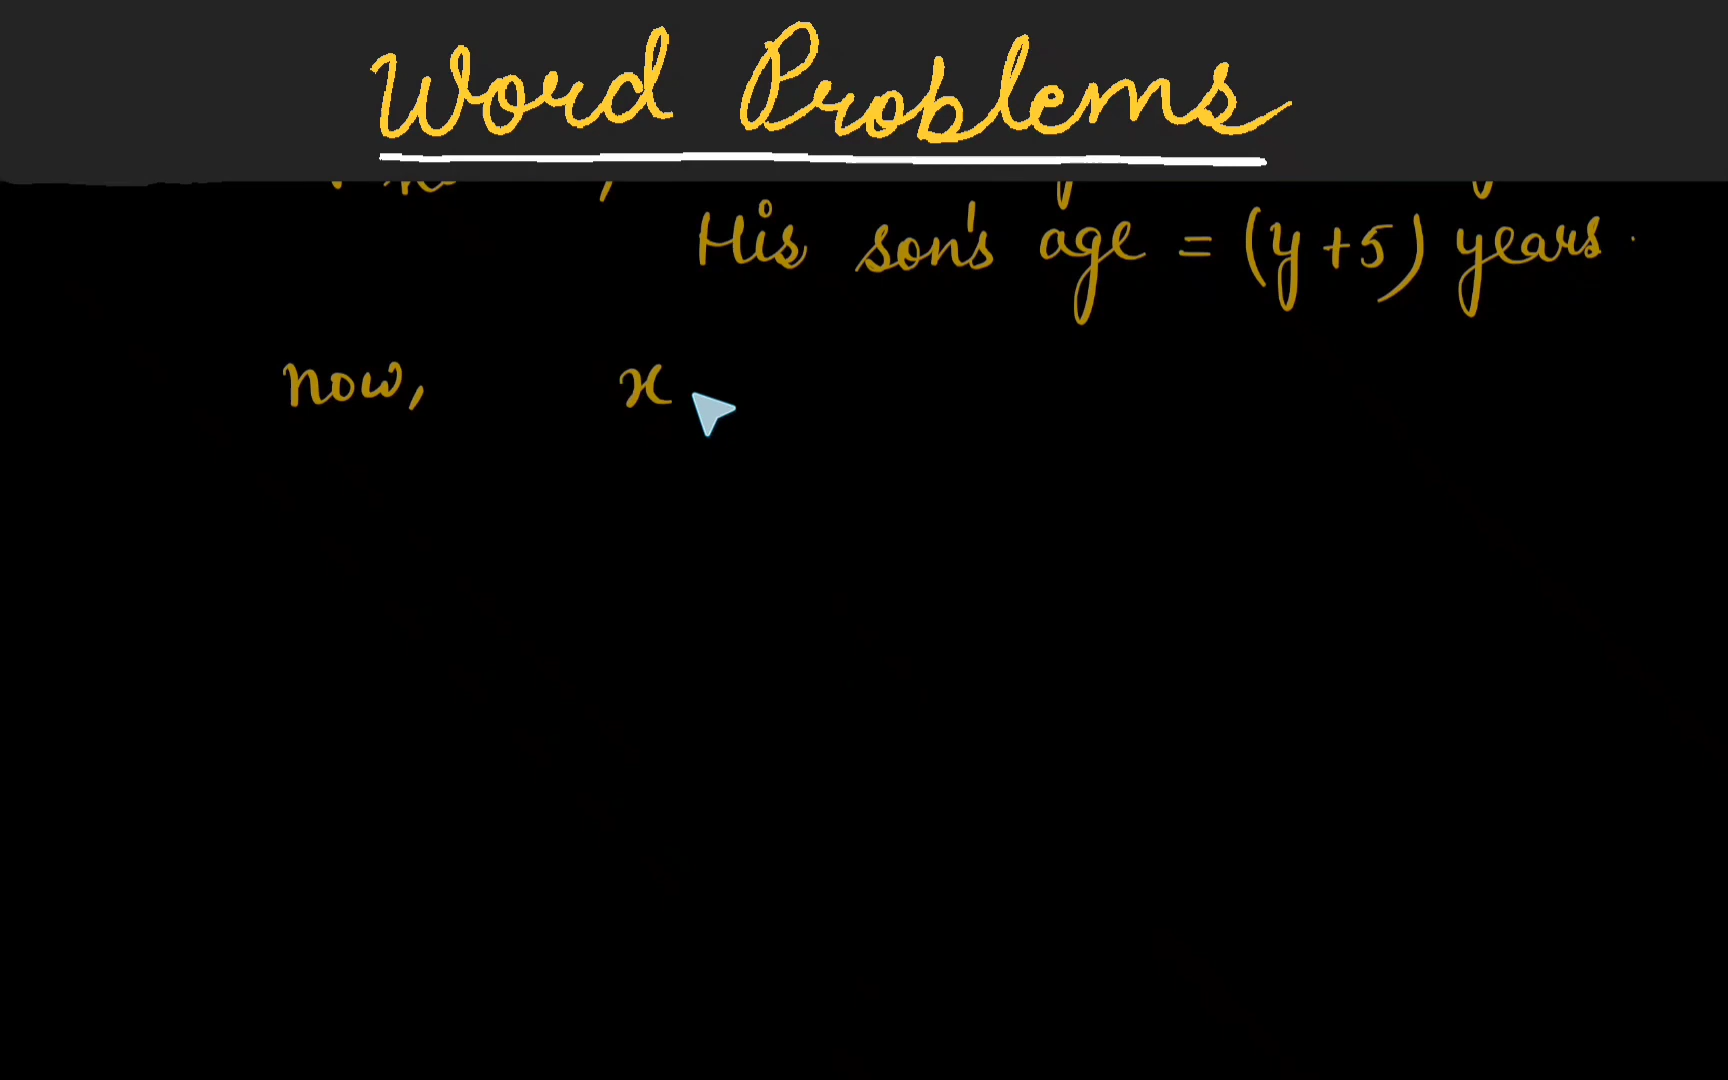 Word Problems
His son's age = (y+5) years.
now, x